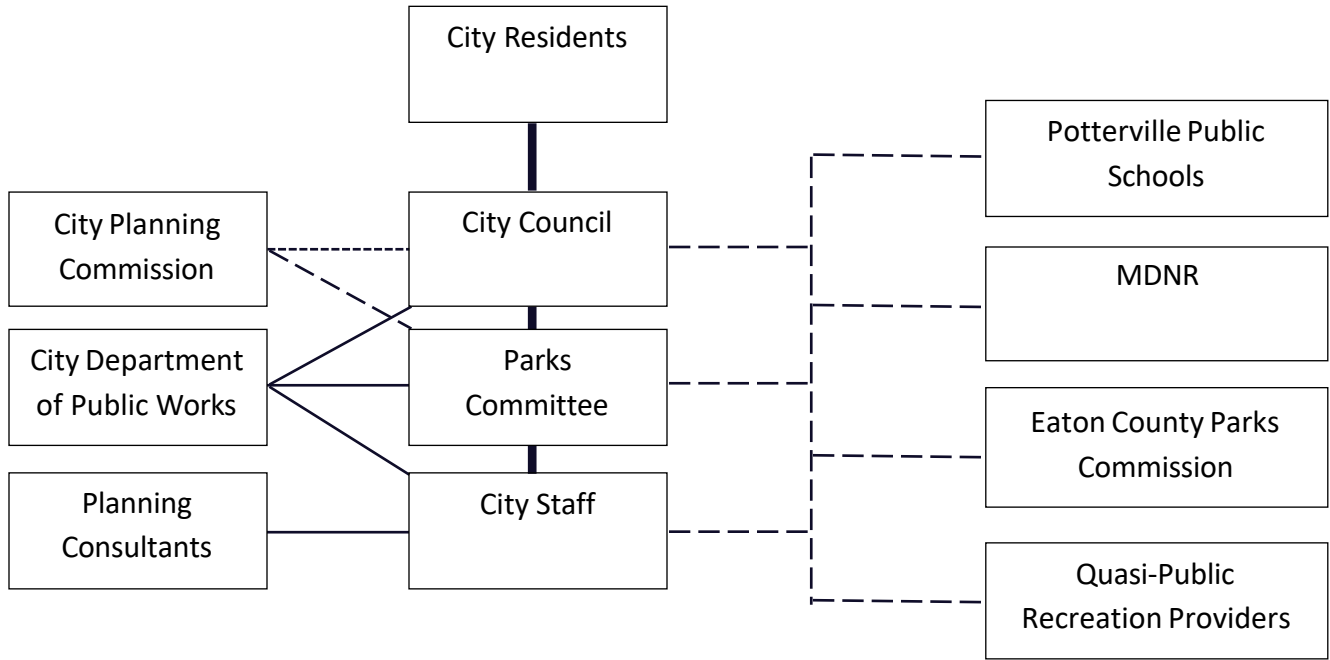 City Residents
City Planning
Commission
City Council
City Department
of Public Works
Parks
Committee
Planning
Consultants
City Staff
Potterville Public
Schools
MDNR
Eaton County Parks
Commission
Quasi-Public
Recreation Providers